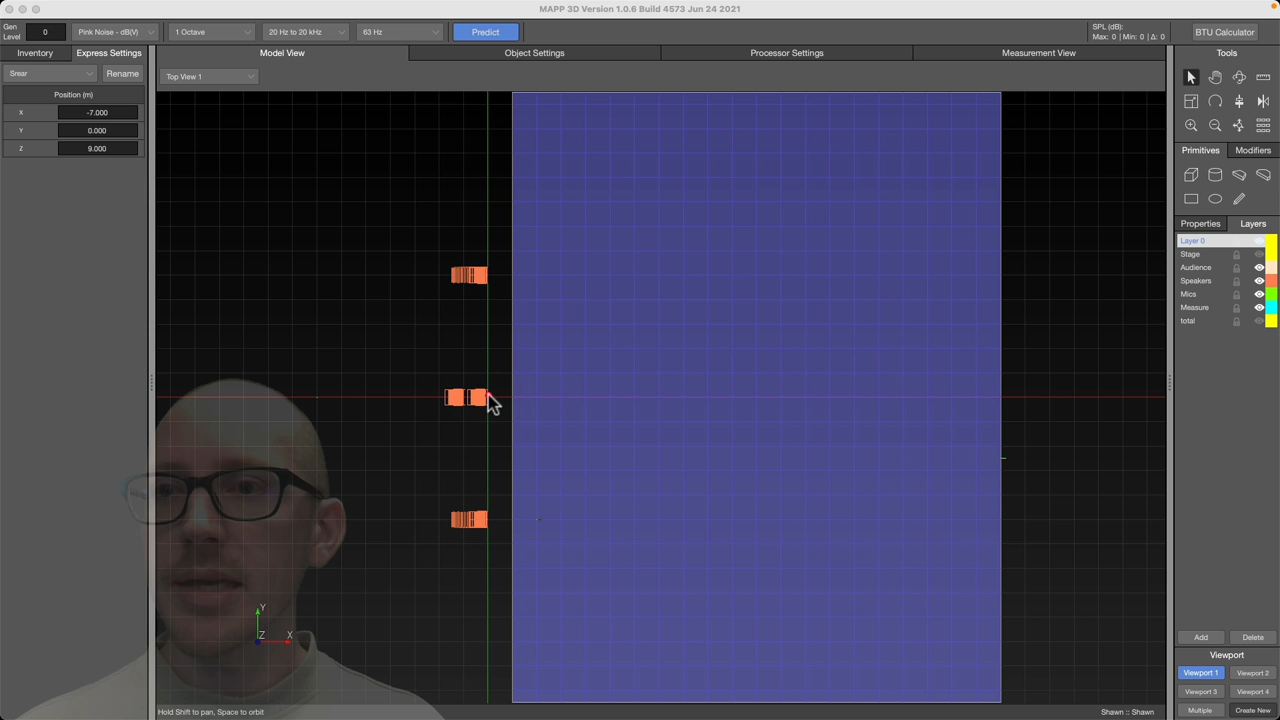 MAPP 3D Version 1.0.6 Build 4573 Jun 24 2021
Gen Level
0
Pink Noise - dB(V)
1 Octave
20 Hz to 20 kHz
63 Hz
Predict
SPL (dB):
Max: 0 | Min: 0 | Δ: 0
BTU Calculator
Inventory
Express Settings
Model View
Object Settings
Processor Settings
Measurement View
Tools
Srear
Rename
Top View 1
Position (m)
X
-7.000
Y
0.000
Z
9.000
Primitives
Modifiers
Properties
Layers
Layer 0
Stage
Audience
Speakers
Mics
Measure
total
Y
Z
X
Add
Delete
Viewport
Viewport 1
Viewport 2
Viewport 3
Viewport 4
Multiple
Create New
Hold Shift to pan, Space to orbit
Shawn :: Shawn